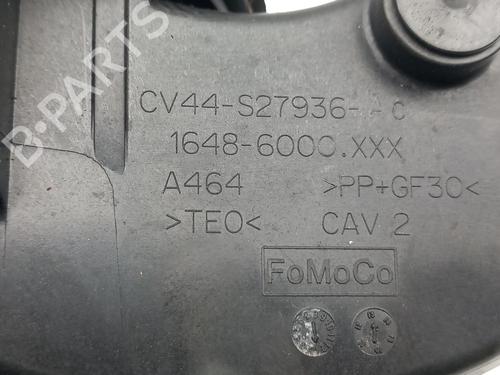 B-PARTS
CV44-S27936-AC
1648-6000.XXX
A464 >PP+GF30<
>TEO< CAV 2
FoMoCo